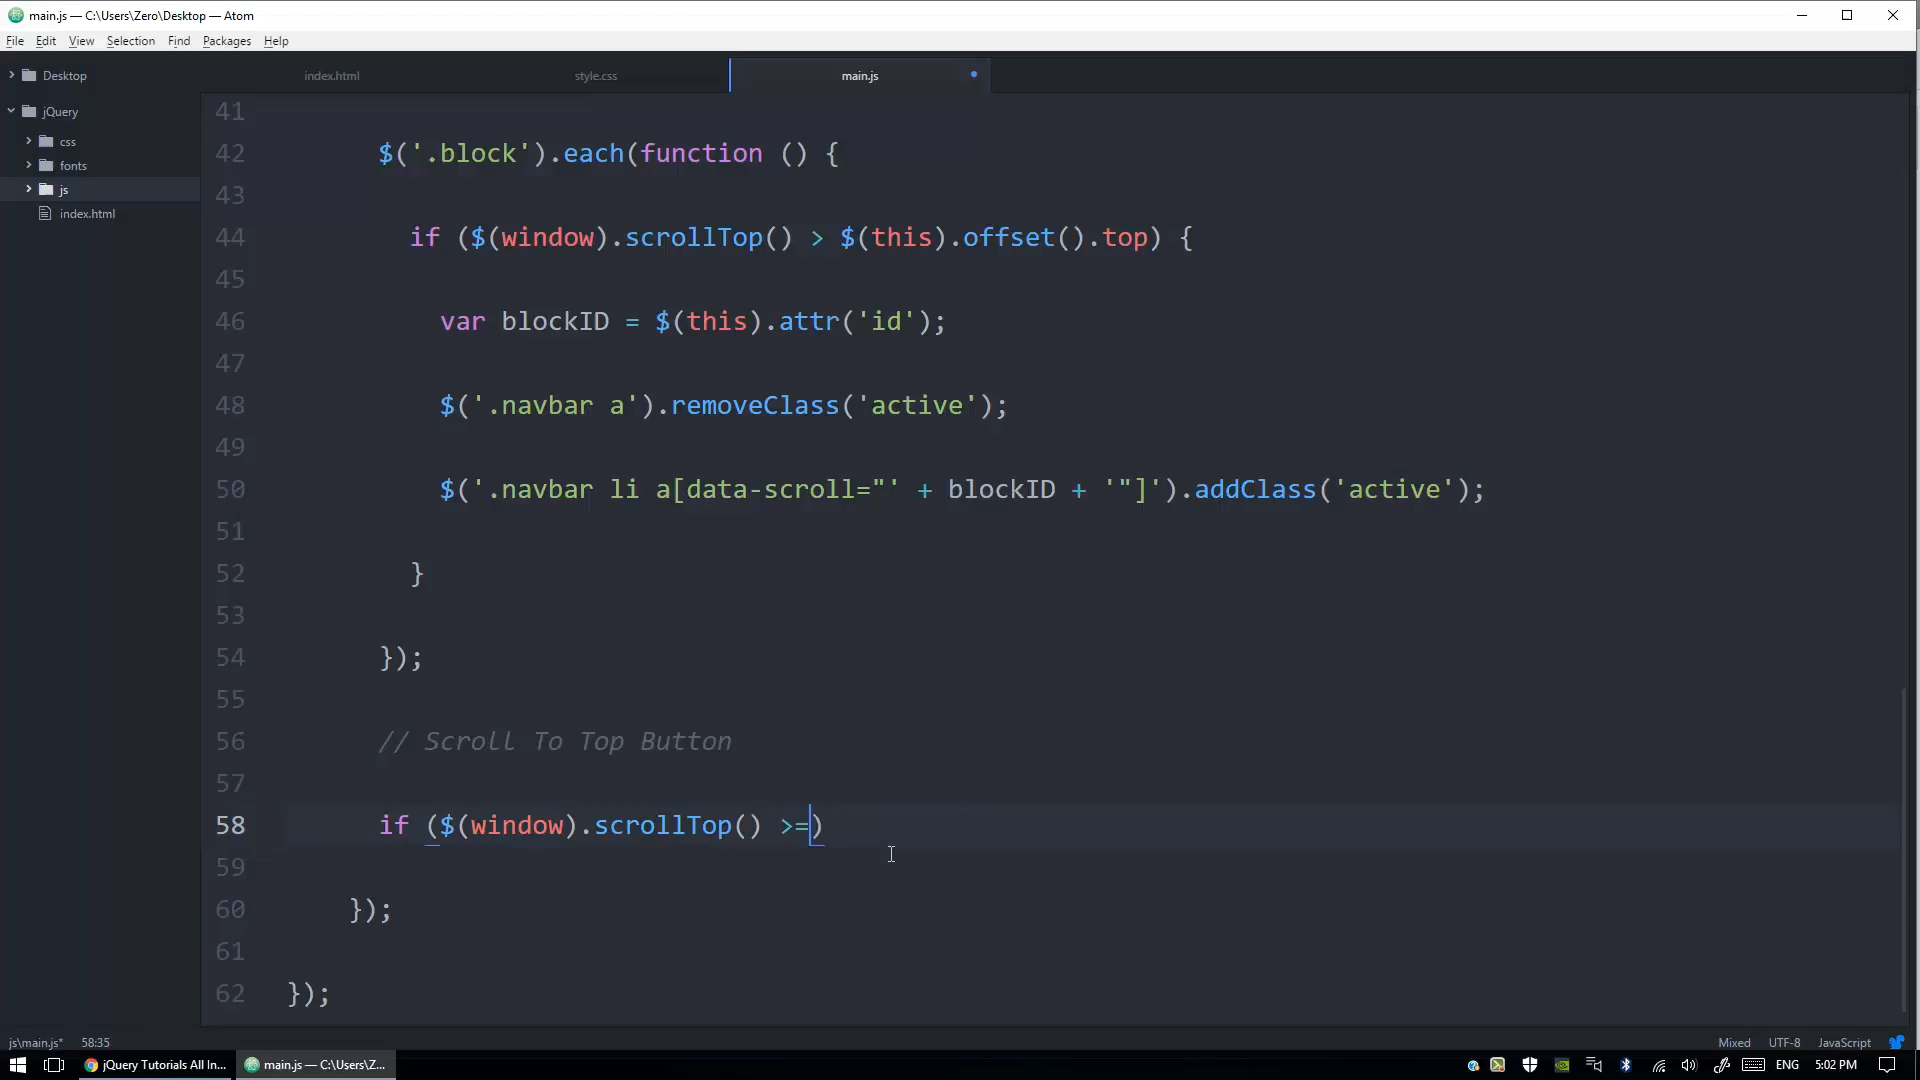 main.js — C:\Users\Zero\Desktop — Atom
File Edit View Selection Find Packages Help
Desktop
index.html style.css main.js
jQuery
css
fonts
js
index.html
41
42 $('.block').each(function () {
43
44 if ($(window).scrollTop() > $(this).offset().top) {
45
46 var blockID = $(this).attr('id');
47
48 $('.navbar a').removeClass('active');
49
50 $('.navbar li a[data-scroll="' + blockID + '"]').addClass('active');
51
52 }
53
54 });
55
56 // Scroll To Top Button
57
58 if ($(window).scrollTop() >=)
59
60 });
61
62 });
js\main.js* 58:35 Mixed UTF-8 JavaScript
jQuery Tutorials All In... main.js — C:\Users\Z... ENG 5:02 PM